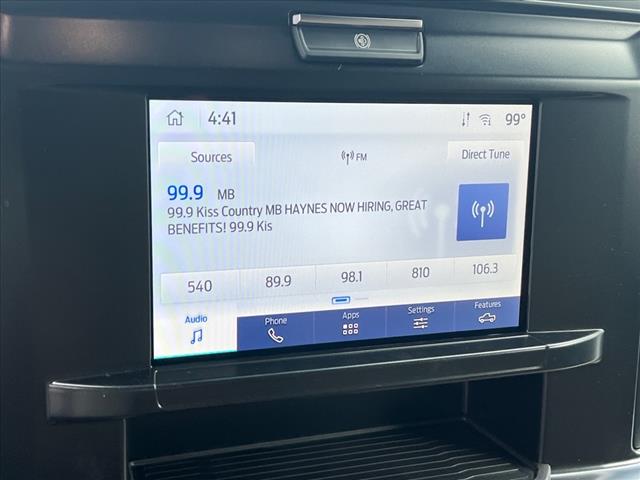 4:41
99°
Sources
FM
Direct Tune
99.9 MB
99.9 Kiss Country MB HAYNES NOW HIRING, GREAT
BENEFITS! 99.9 Kis
540 89.9 98.1 810 106.3
Audio Phone Apps Settings Features